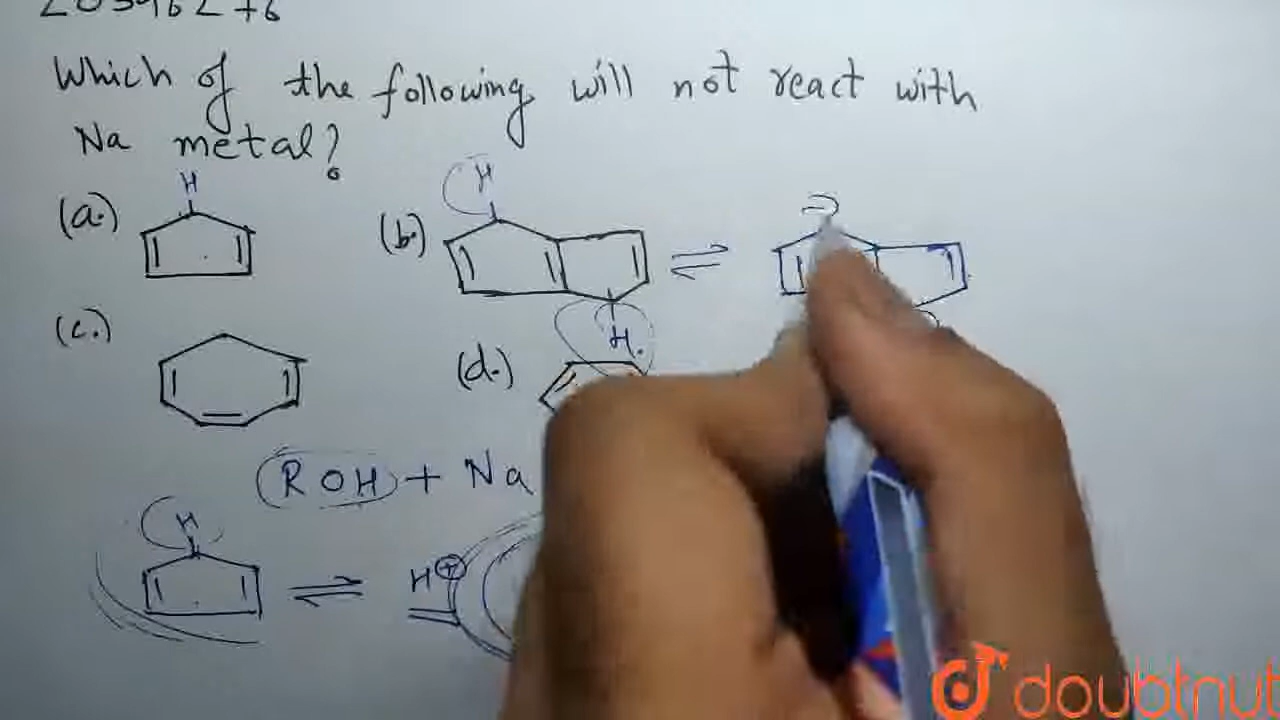 Which of the following will not react with
Na metal?
(a.)
H
(b.)
H
H.
(c.)
(d.)
ROH + Na
H
H⊕
doubtnut